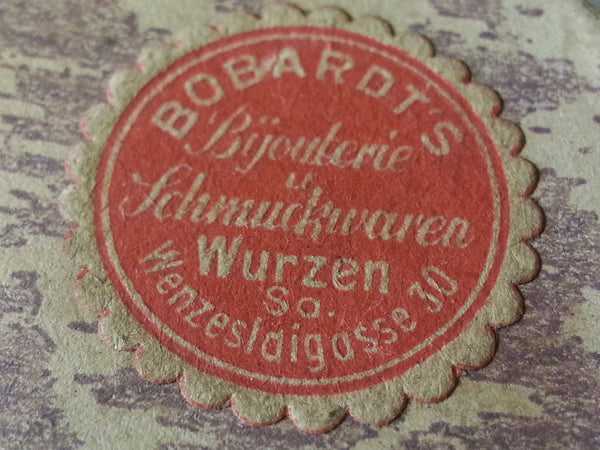 BOBARDT'S
Bijouterie
u.
Schmuckwaren
Wurzen
Sa.
Wenzeslaigasse 30